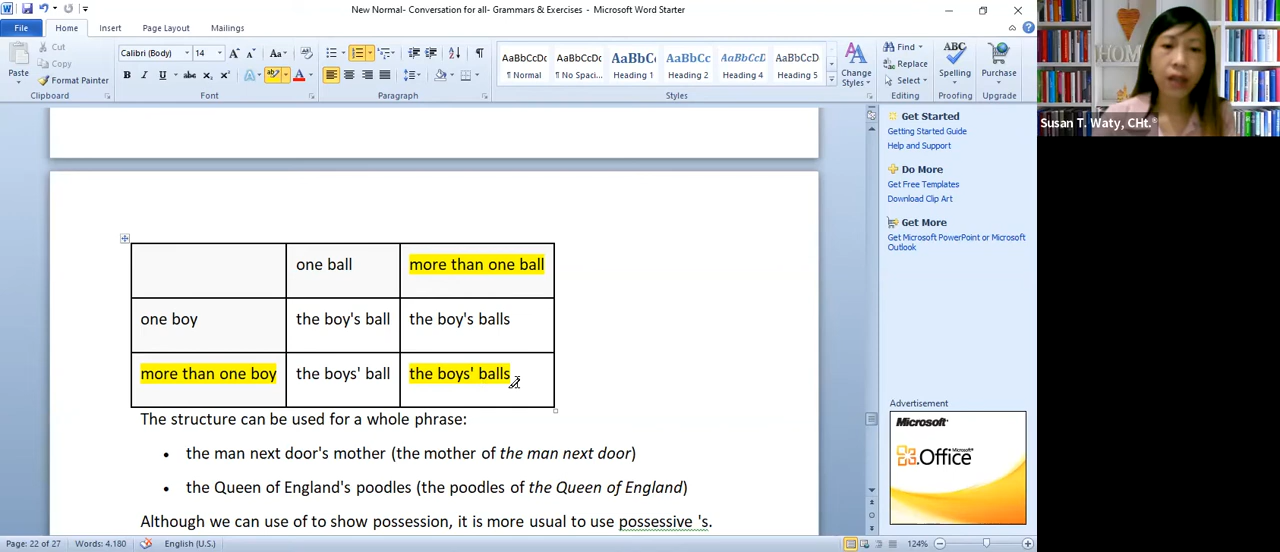 New Normal- Conversation for all- Grammars & Exercises - Microsoft Word Starter
File Home Insert Page Layout Mailings
Paste
Cut
Copy
Format Painter
Clipboard
Calibri (Body) 14
Font
Paragraph
AaBbCcDc AaBbCcDc AaBbCc AaBbCc AaBbCcDc AaBbCcDc
¶ Normal ¶ No Spaci... Heading 1 Heading 2 Heading 4 Heading 5
Change Styles
Styles
Find
Replace
Select
Editing
Spelling
Proofing
Purchase
Upgrade
one ball more than one ball
one boy the boy's ball the boy's balls
more than one boy the boys' ball the boys' balls
The structure can be used for a whole phrase:
• the man next door's mother (the mother of the man next door)
• the Queen of England's poodles (the poodles of the Queen of England)
Although we can use of to show possession, it is more usual to use possessive 's.
Get Started
Getting Started Guide
Help and Support
Do More
Get Free Templates
Download Clip Art
Get More
Get Microsoft PowerPoint or Microsoft
Outlook
Advertisement
Microsoft
Office
Page: 22 of 27 Words: 4.180 English (U.S.) 124%
HOM
Susan T. Waty, CHt.®